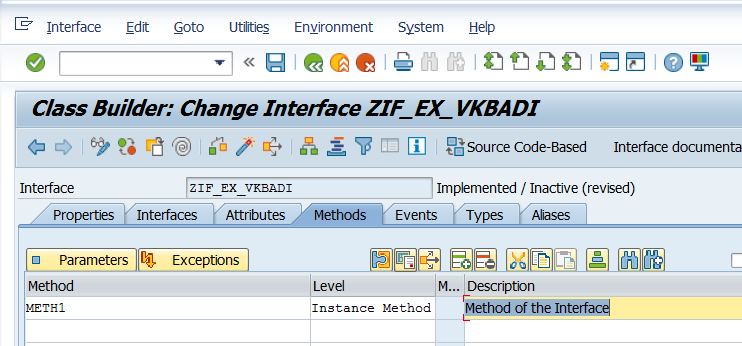 Interface Edit Goto Utilities Environment System Help
Class Builder: Change Interface ZIF_EX_VKBADI
Source Code-Based Interface documenta
Interface ZIF_EX_VKBADI Implemented / Inactive (revised)
Properties Interfaces Attributes Methods Events Types Aliases
Parameters Exceptions
Method Level M... Description
METH1 Instance Method Method of the Interface